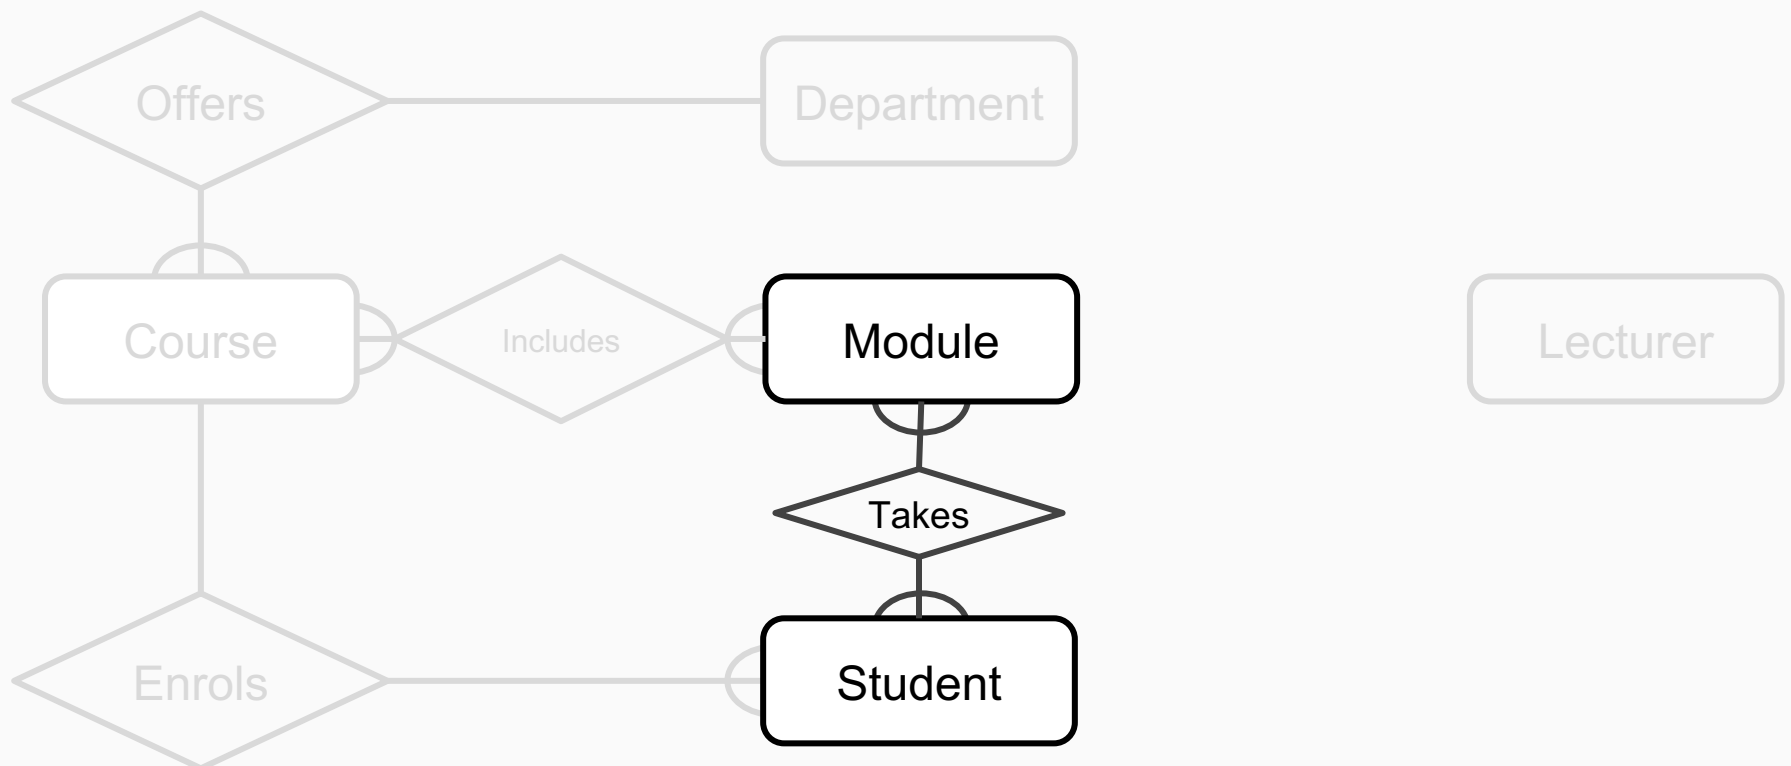 Offers
Department
Course
Includes
Module
Lecturer
Takes
Enrols
Student